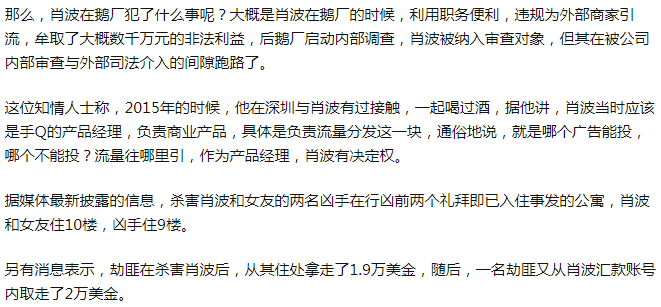 那么，肖波在鹅厂犯了什么事呢？大概是肖波在鹅厂的时候，利用职务便利，违规为外部商家引
流，牟取了大概数千万元的非法利益，后鹅厂启动内部调查，肖波被纳入审查对象，但其在被公司
内部审查与外部司法介入的间隙跑路了。
这位知情人士称，2015年的时候，他在深圳与肖波有过接触，一起喝过酒，据他讲，肖波当时应该
是手Q的产品经理，负责商业产品，具体是负责流量分发这一块，通俗地说，就是哪个广告能投，
哪个不能投？流量往哪里引，作为产品经理，肖波有决定权。
据媒体最新披露的信息，杀害肖波和女友的两名凶手在行凶前两个礼拜即已入住事发的公寓，肖波
和女友住10楼，凶手住9楼。
另有消息表示，劫匪在杀害肖波后，从其住处拿走了1.9万美金，随后，一名劫匪又从肖波汇款账号
内取走了2万美金。